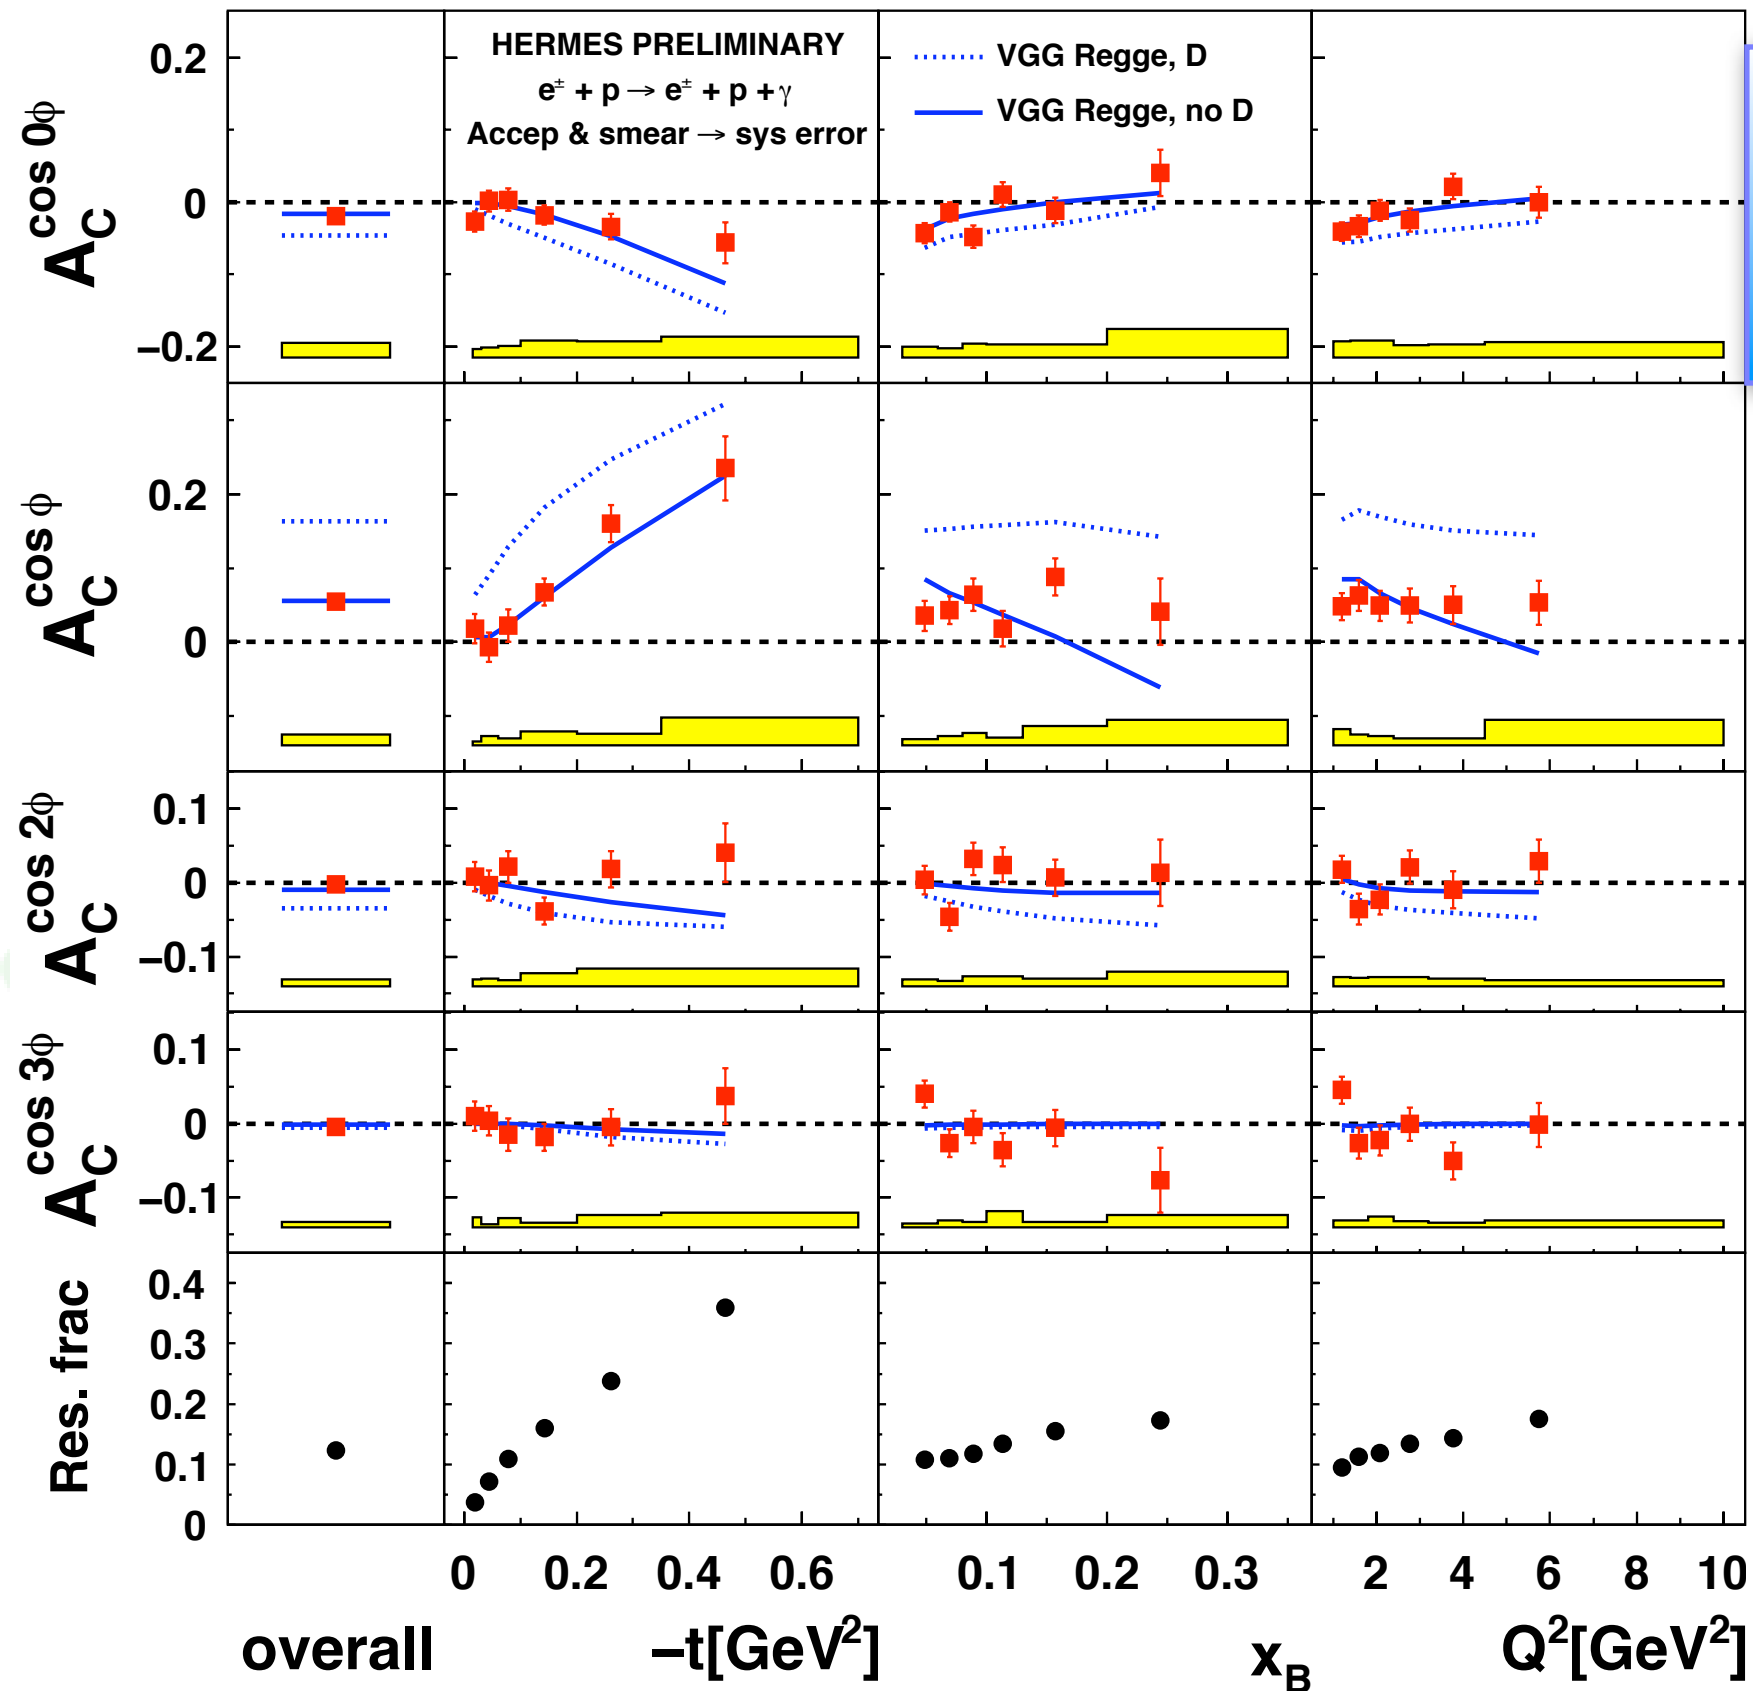 HERMES PRELIMINARY
e± + p → e± + p + γ
Accep & smear → sys error
VGG Regge, D
VGG Regge, no D
A_C^cos 0ϕ
0.2
0
−0.2
A_C^cos ϕ
0.2
0
A_C^cos 2ϕ
0.1
0
−0.1
A_C^cos 3ϕ
0.1
0
−0.1
Res. frac
0.4
0.3
0.2
0.1
0
0 0.2 0.4 0.6
0.1 0.2 0.3
2 4 6 8 10
overall
−t[GeV²]
x_B
Q²[GeV²]